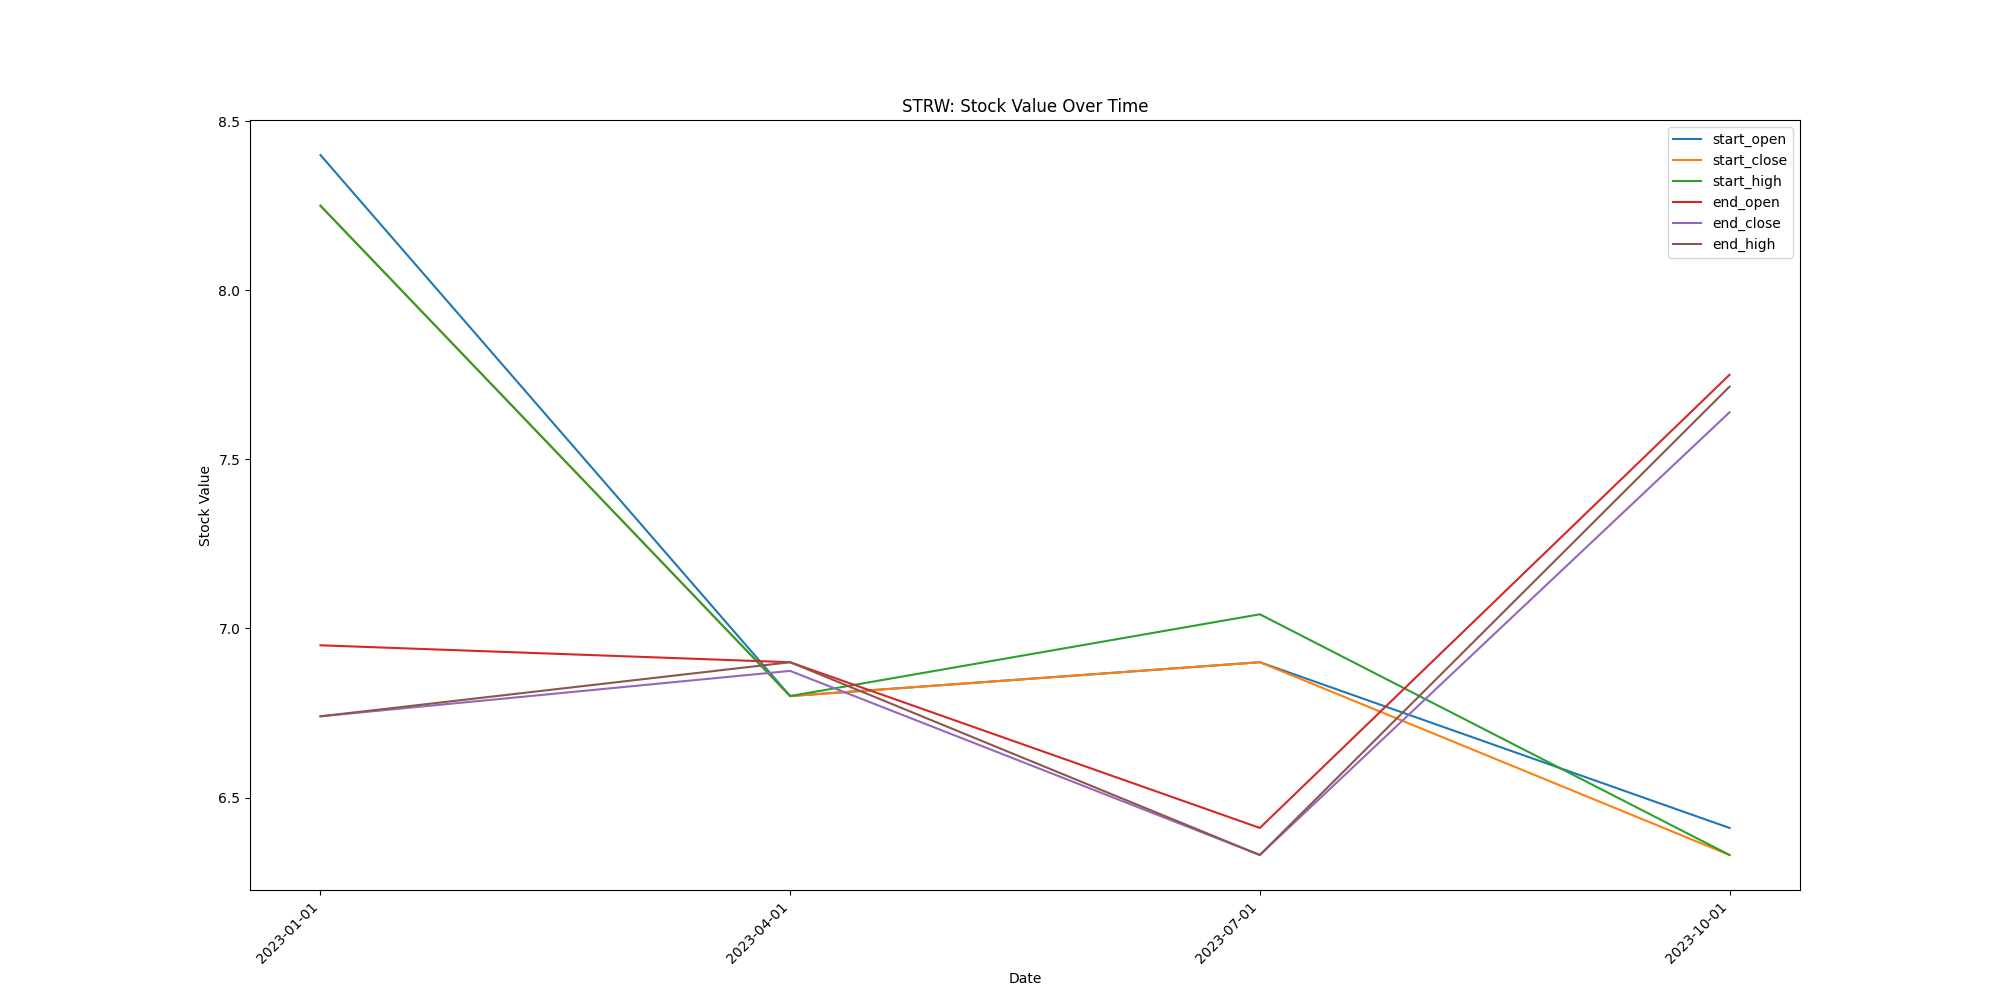 STRW: Stock Value Over Time
8.5
8.0
7.5
7.0
6.5
Stock Value
start_open
start_close
start_high
end_open
end_close
end_high
2023-01-01
2023-04-01
2023-07-01
2023-10-01
Date